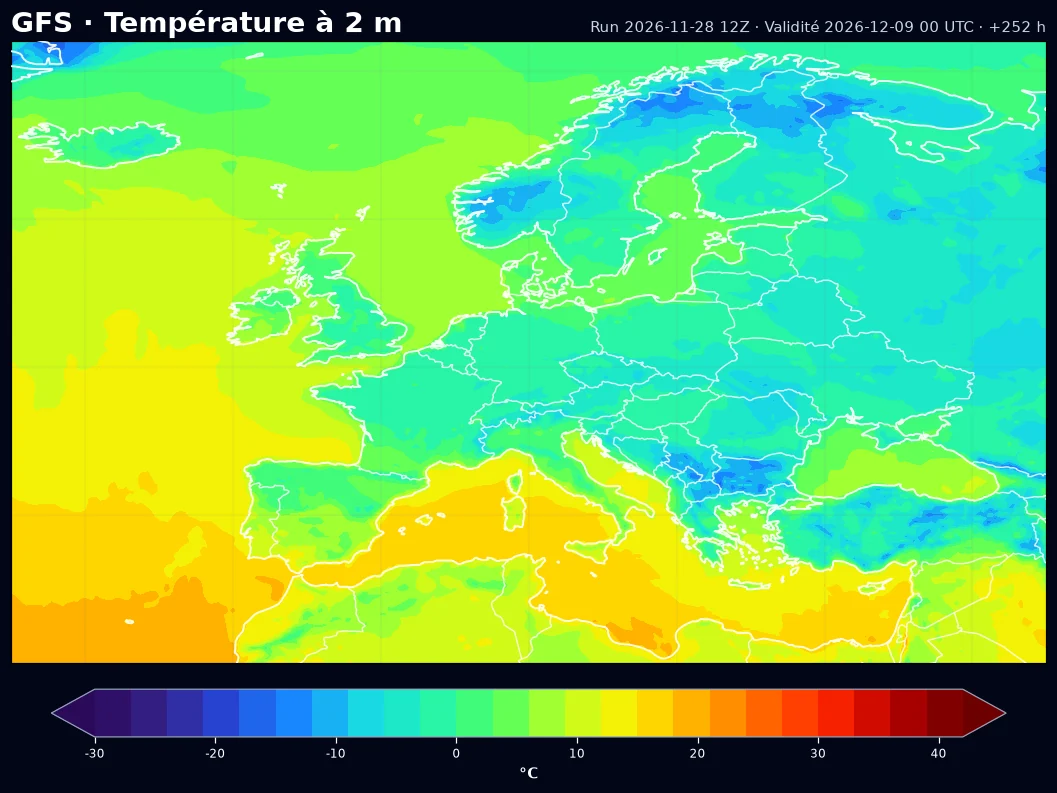 GFS · Température à 2 m
Run 2026-11-28 12Z · Validité 2026-12-09 00 UTC · +252 h
-30 -20 -10 0 10 20 30 40
°C